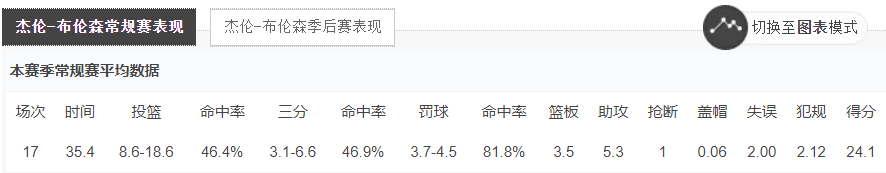 杰伦-布伦森常规赛表现 杰伦-布伦森季后赛表现 切换至图表模式
本赛季常规赛平均数据
场次 时间 投篮 命中率 三分 命中率 罚球 命中率 篮板 助攻 抢断 盖帽 失误 犯规 得分
17 35.4 8.6-18.6 46.4% 3.1-6.6 46.9% 3.7-4.5 81.8% 3.5 5.3 1 0.06 2.00 2.12 24.1